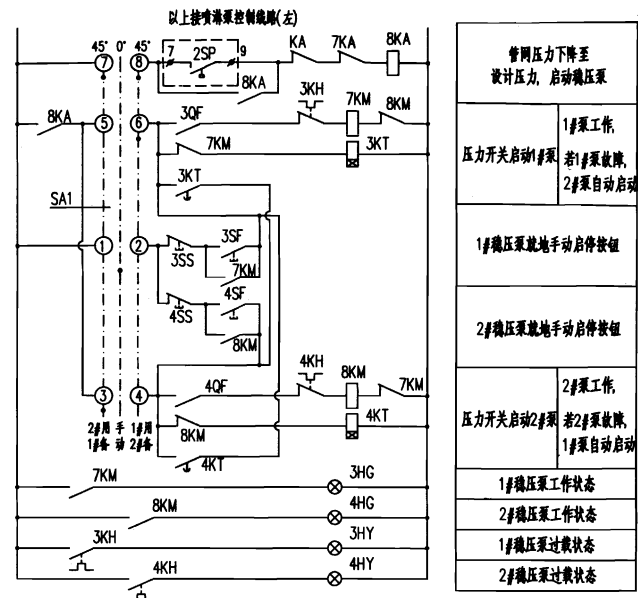 以上接喷淋泵控制线路(左)
45° 0° 45°
7 8 7 2SP 9 KA 7KA 8KA
8KA
8KA 5 6 3QF 3KH 7KM 8KM
7KM 3KT
3KT
SA1
1 2 3SS 3SF
7KM
4SS 4SF
8KM
3 4 4QF 4KH 8KM 7KM
8KM 4KT
4KT
2#用 手 1#用
1#备 动 2#备
7KM 3HG
8KM 4HG
3KH 3HY
4KH 4HY
管网压力下降至
设计压力, 启动稳压泵
压力开关启动1#泵
1#泵工作,
若1#泵故障,
2#泵自动启动
1#稳压泵就地手动启停按钮
2#稳压泵就地手动启停按钮
压力开关启动2#泵
2#泵工作,
若2#泵故障,
1#泵自动启动
1#稳压泵工作状态
2#稳压泵工作状态
1#稳压泵过载状态
2#稳压泵过载状态